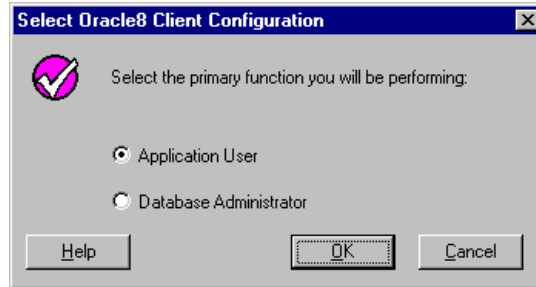 Select Oracle8 Client Configuration
Select the primary function you will be performing:
Application User
Database Administrator
Help OK Cancel